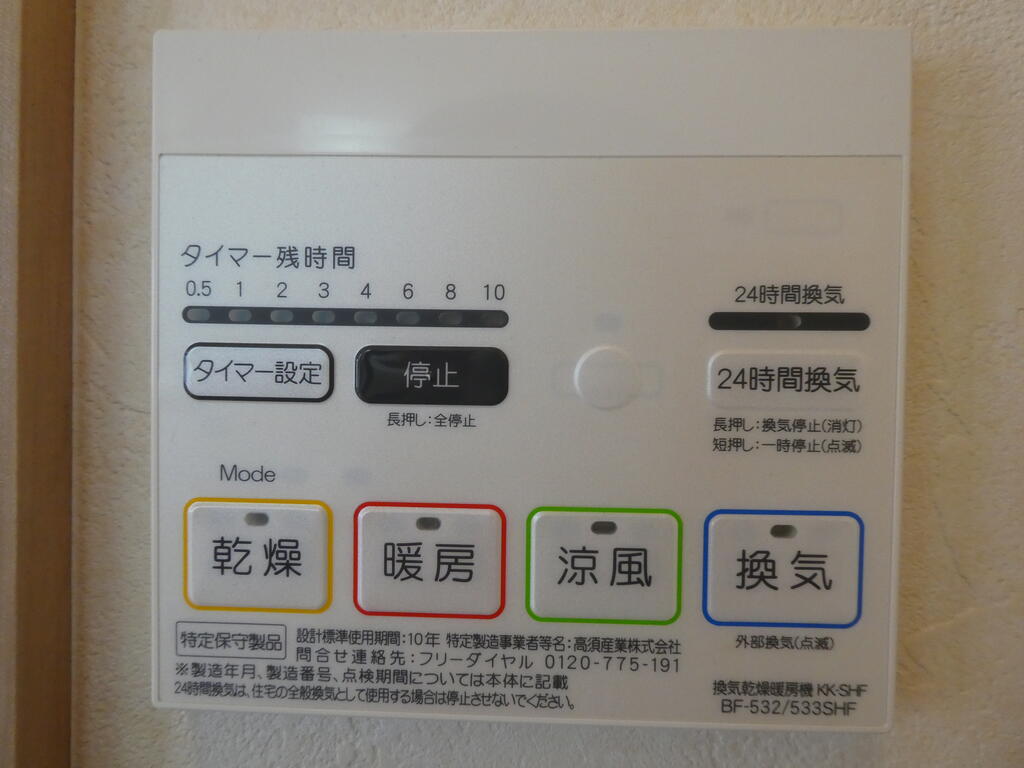 タイマー残時間
0.5 1 2 3 4 6 8 10
24時間換気
タイマー設定
停止
24時間換気
長押し:全停止
長押し:換気停止(消灯)
短押し:一時停止(点滅)
Mode
乾燥
暖房
涼風
換気
外部換気(点滅)
特定保守製品
設計標準使用期間:10年 特定製造事業者等名:高須産業株式会社
問合せ連絡先:フリーダイヤル 0120-775-191
※製造年月、製造番号、点検期間については本体に記載
24時間換気は、住宅の全般換気として使用する場合は停止させないでください。
換気乾燥暖房機 KK-SHF
BF-532/533SHF